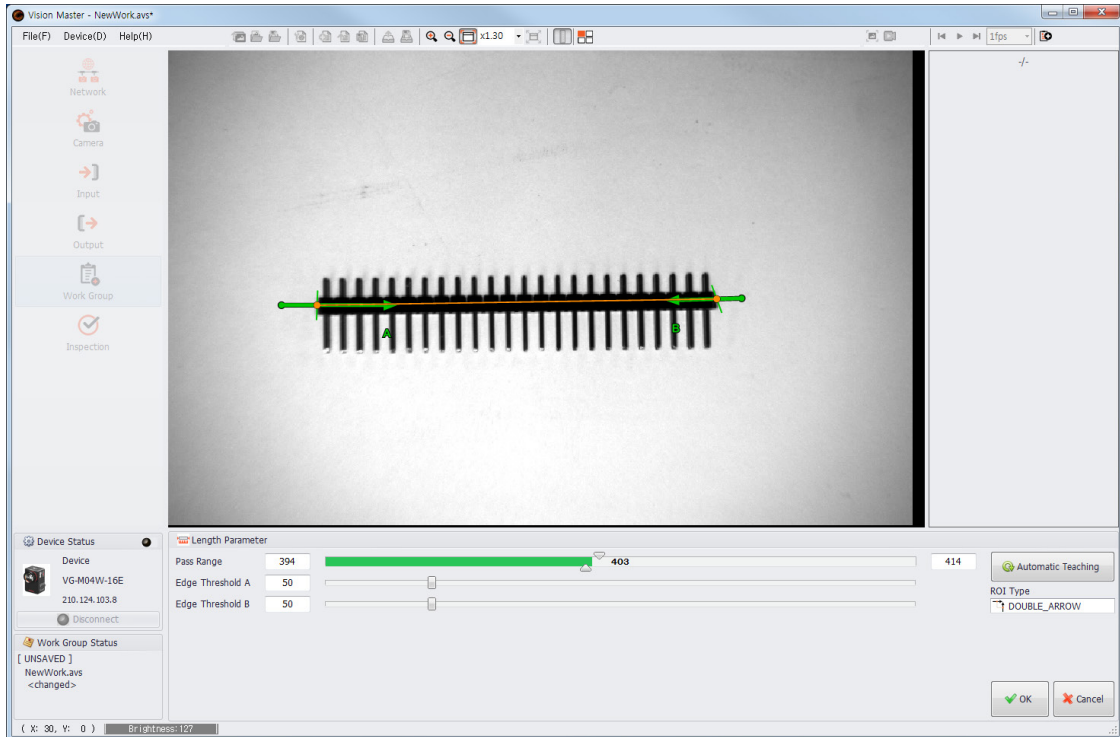 Vision Master - NewWork.avs*
File(F) Device(D) Help(H)
x1.30
1fps
Network
Camera
Input
Output
Work Group
Inspection
-/-
A
B
Device Status
Device
VG-M04W-16E
210.124.103.8
Disconnect
Work Group Status
[ UNSAVED ]
NewWork.avs
<changed>
Length Parameter
Pass Range 394 403 414
Edge Threshold A 50
Edge Threshold B 50
Automatic Teaching
ROI Type
DOUBLE_ARROW
OK Cancel
( X: 30, Y: 0 ) Brightness:127